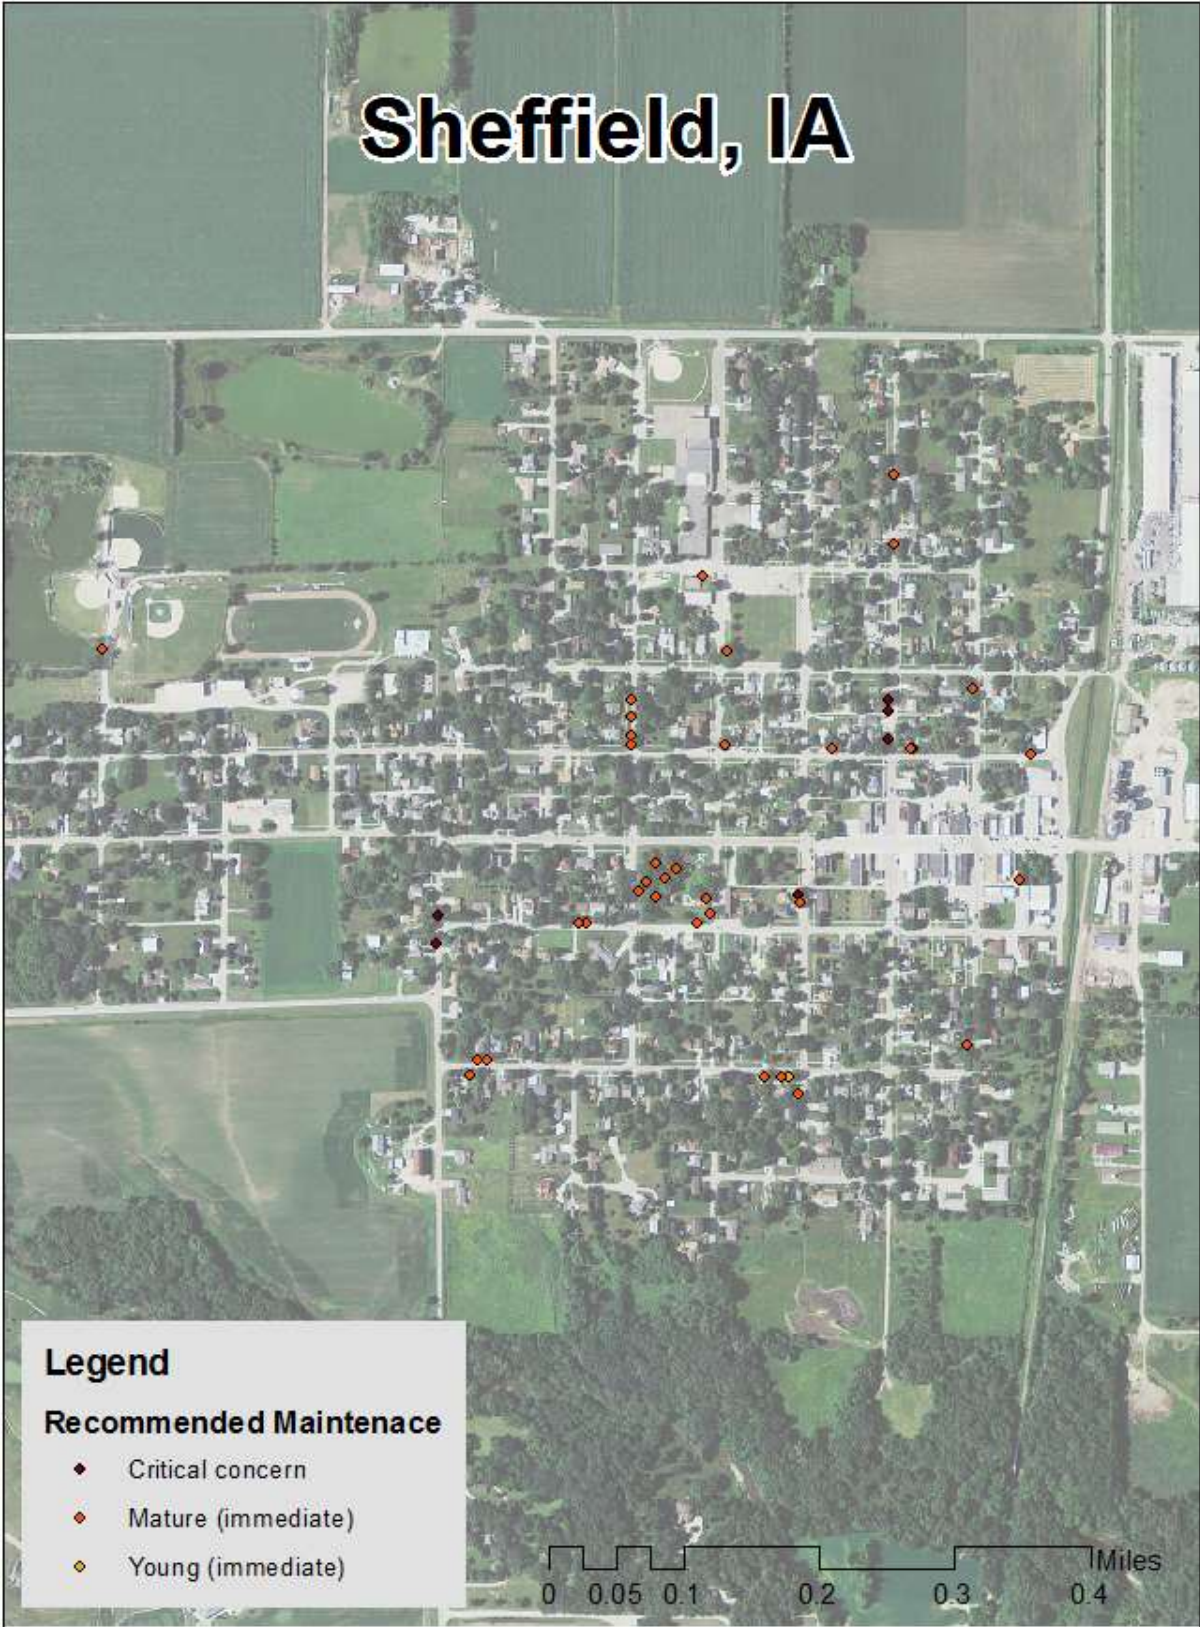 Sheffield, IA
Legend
Recommended Maintenace
Critical concern
Mature (immediate)
Young (immediate)
Miles
0 0.05 0.1 0.2 0.3 0.4